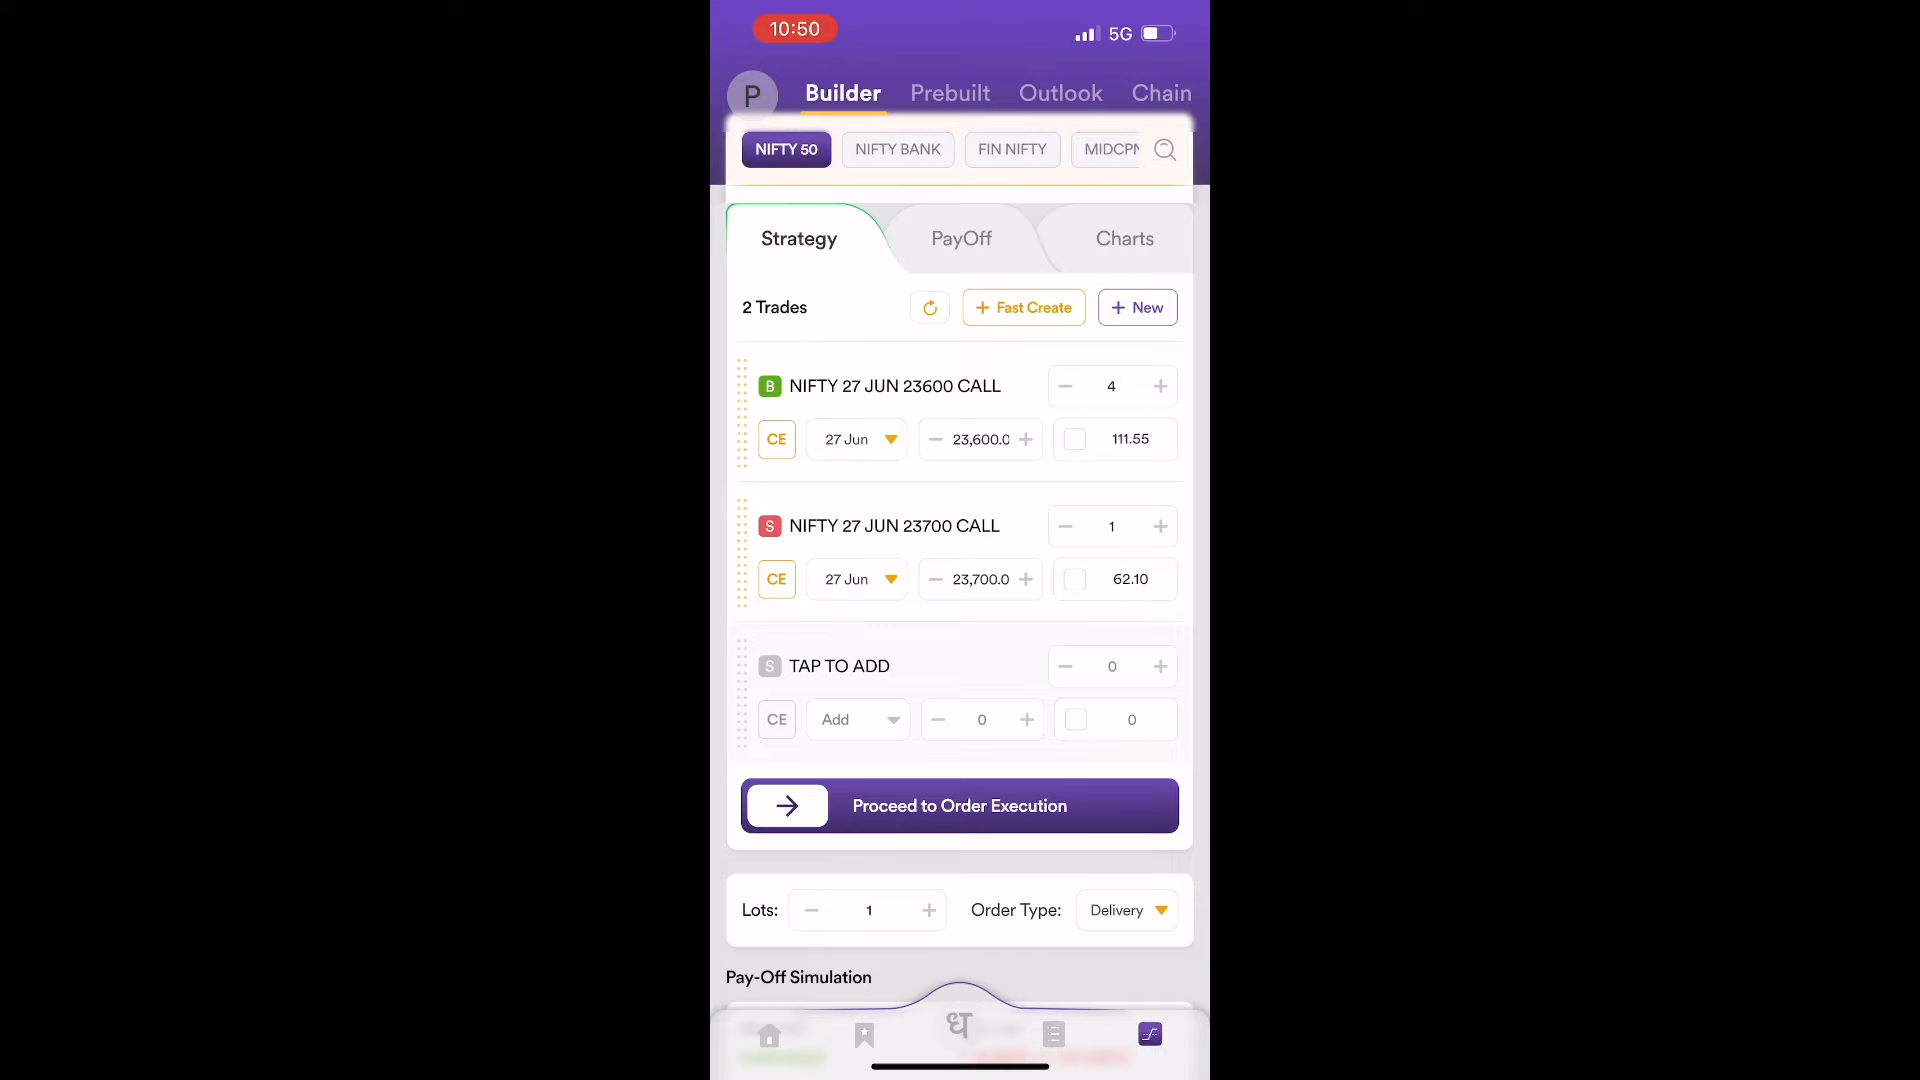 10:50
5G
P
Builder Prebuilt Outlook Chain
NIFTY 50 NIFTY BANK FIN NIFTY MIDCPN
Strategy PayOff Charts
2 Trades + Fast Create + New
B NIFTY 27 JUN 23600 CALL − 4 +
CE 27 Jun − 23,600.0 + 111.55
S NIFTY 27 JUN 23700 CALL − 1 +
CE 27 Jun − 23,700.0 + 62.10
S TAP TO ADD − 0 +
CE Add − 0 + 0
Proceed to Order Execution
Lots: − 1 + Order Type: Delivery
Pay-Off Simulation
ध